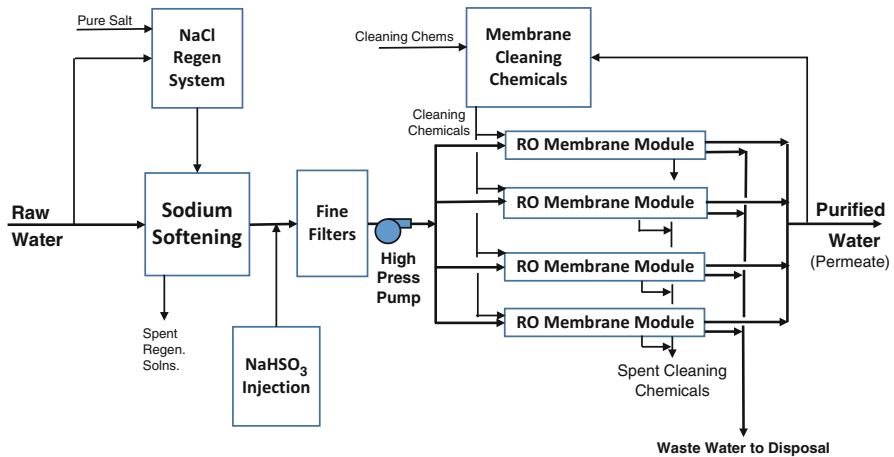 Pure Salt
NaCl
Regen
System
Cleaning Chems
Membrane
Cleaning
Chemicals
Cleaning
Chemicals
RO Membrane Module
RO Membrane Module
RO Membrane Module
RO Membrane Module
Raw
Water
Sodium
Softening
Fine
Filters
High
Press
Pump
Purified
Water
(Permeate)
Spent
Regen.
Solns.
NaHSO₃
Injection
Spent Cleaning
Chemicals
Waste Water to Disposal